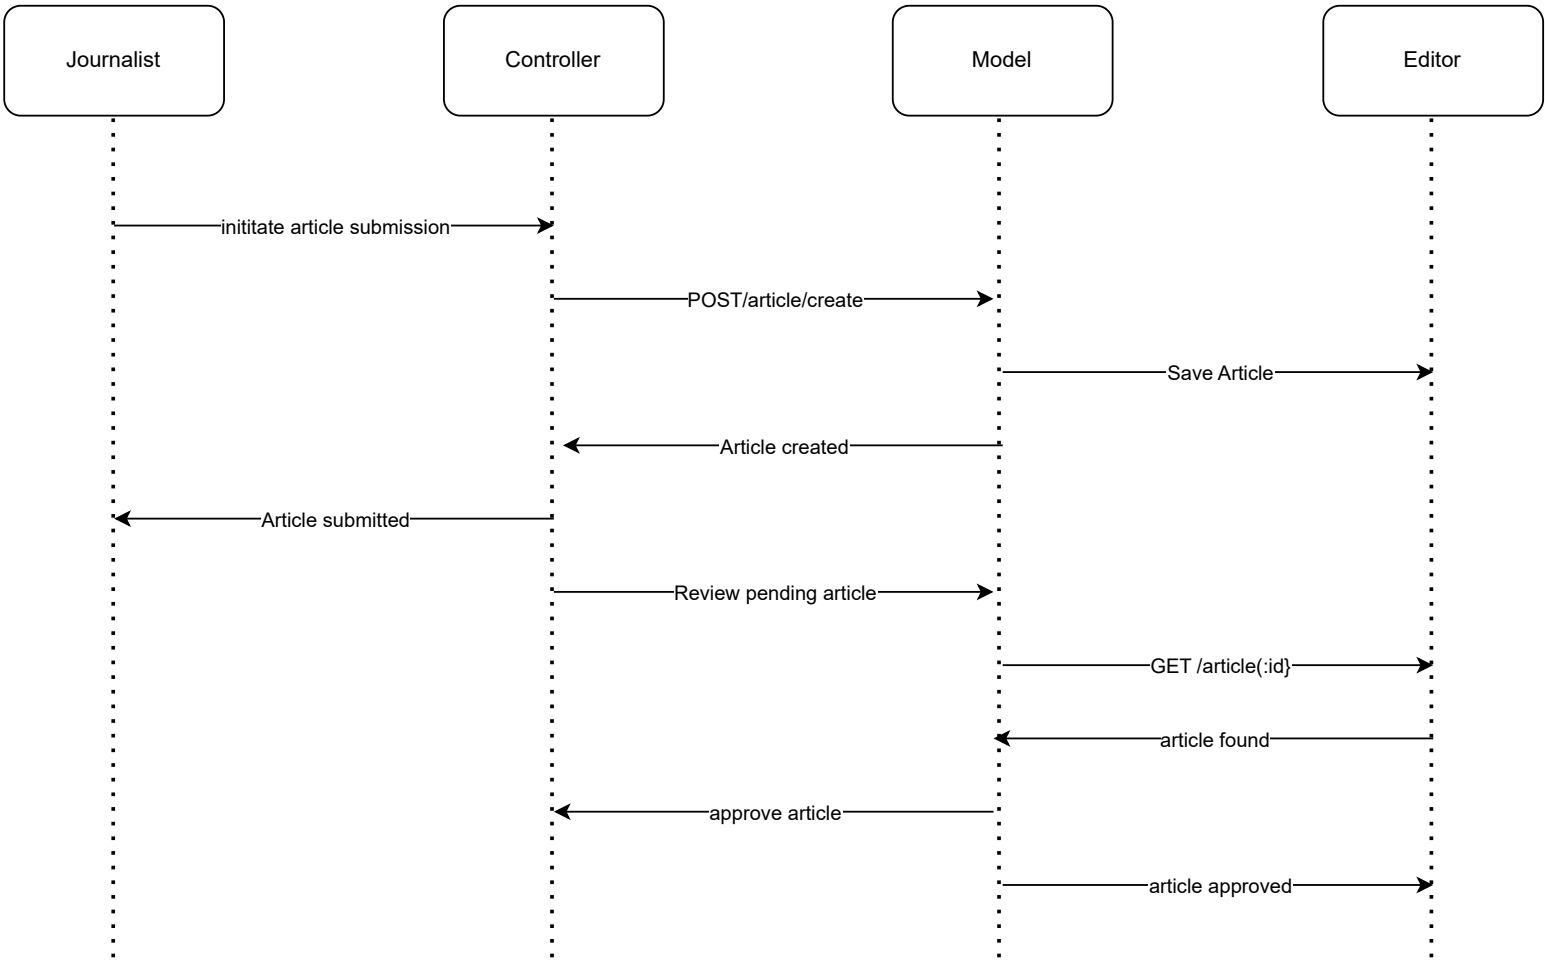 Journalist
Controller
Model
Editor
inititate article submission
POST/article/create
Save Article
Article created
Article submitted
Review pending article
GET /article(:id}
article found
approve article
article approved